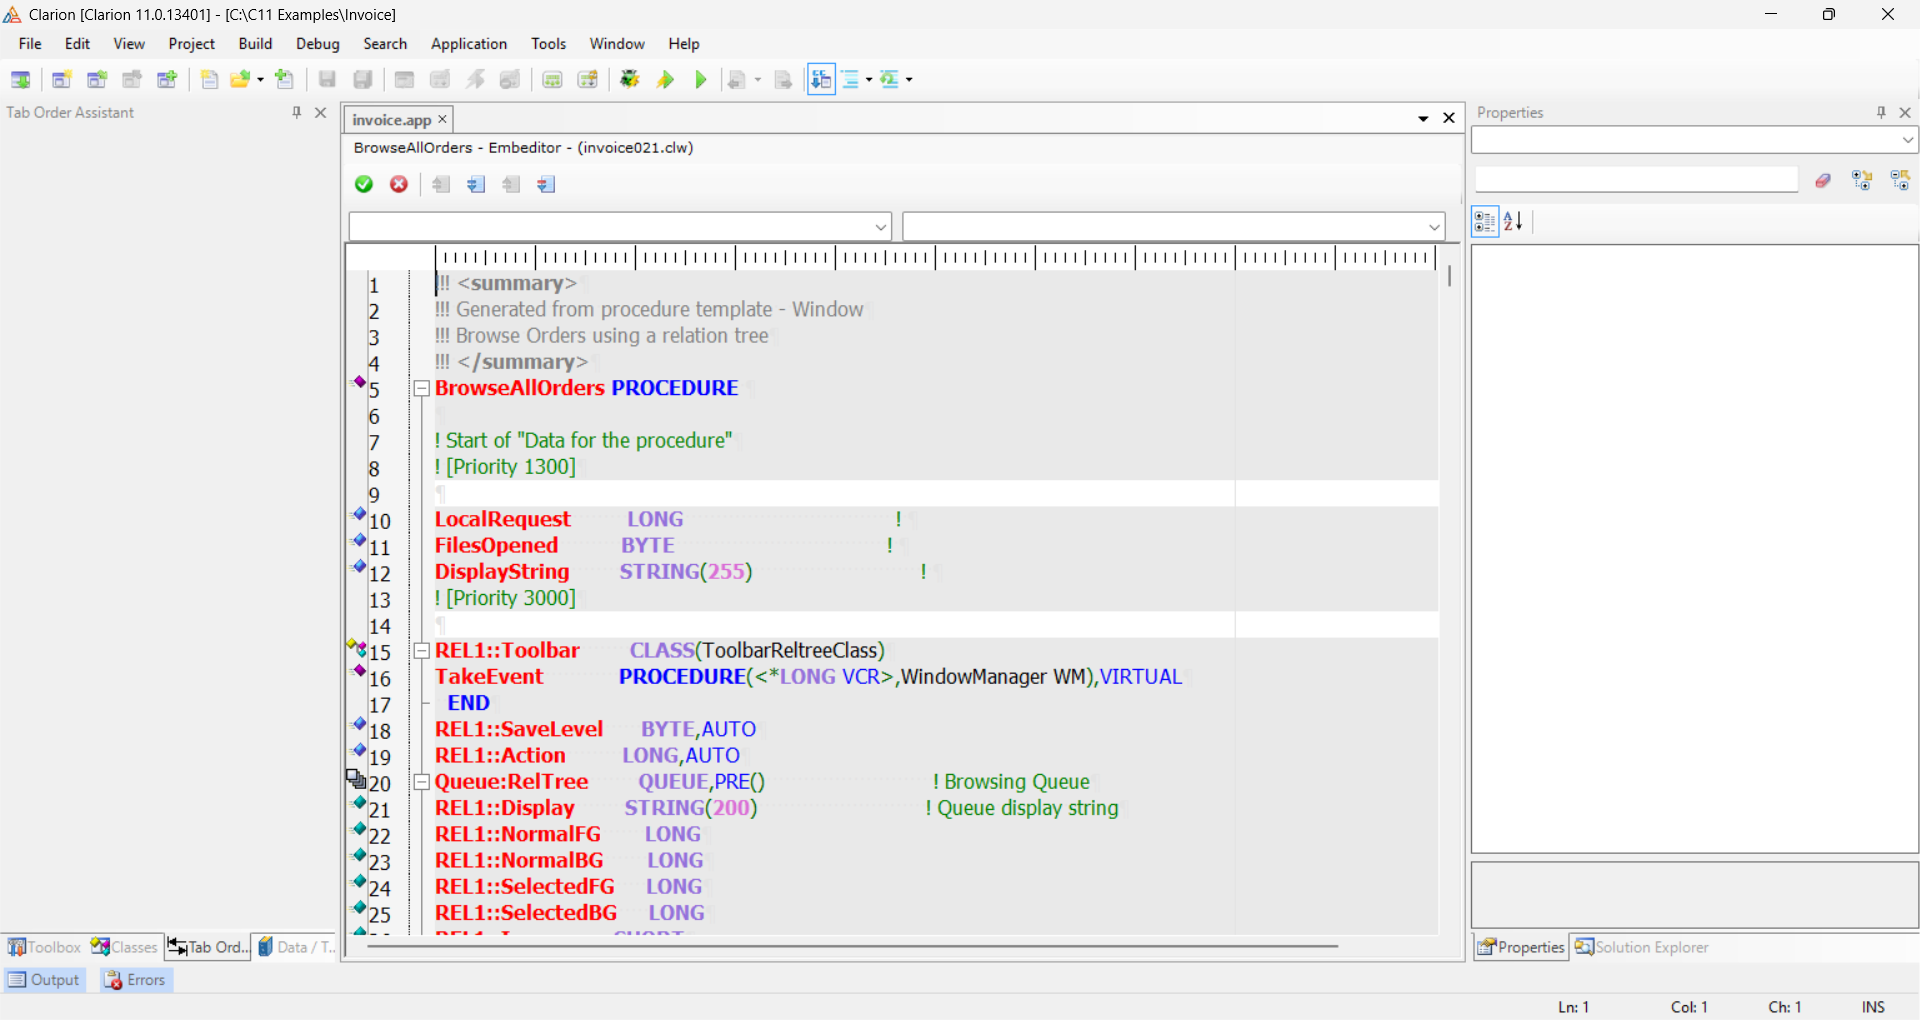 Clarion [Clarion 11.0.13401] - [C:\C11 Examples\Invoice]
File Edit View Project Build Debug Search Application Tools Window Help
Tab Order Assistant
invoice.app
Properties
BrowseAllOrders - Embeditor - (invoice021.clw)
1 !!! <summary>
2 !!! Generated from procedure template - Window
3 !!! Browse Orders using a relation tree
4 !!! </summary>
5 BrowseAllOrders PROCEDURE
6
7 ! Start of "Data for the procedure"
8 ! [Priority 1300]
9
10 LocalRequest LONG !
11 FilesOpened BYTE !
12 DisplayString STRING(255) !
13 ! [Priority 3000]
14
15 REL1::Toolbar CLASS(ToolbarReltreeClass)
16 TakeEvent PROCEDURE(<*LONG VCR>,WindowManager WM),VIRTUAL
17 END
18 REL1::SaveLevel BYTE,AUTO
19 REL1::Action LONG,AUTO
20 Queue:RelTree QUEUE,PRE() ! Browsing Queue
21 REL1::Display STRING(200) ! Queue display string
22 REL1::NormalFG LONG
23 REL1::NormalBG LONG
24 REL1::SelectedFG LONG
25 REL1::SelectedBG LONG
Toolbox Classes Tab Ord... Data / T...
Properties Solution Explorer
Output Errors
Ln: 1 Col: 1 Ch: 1 INS